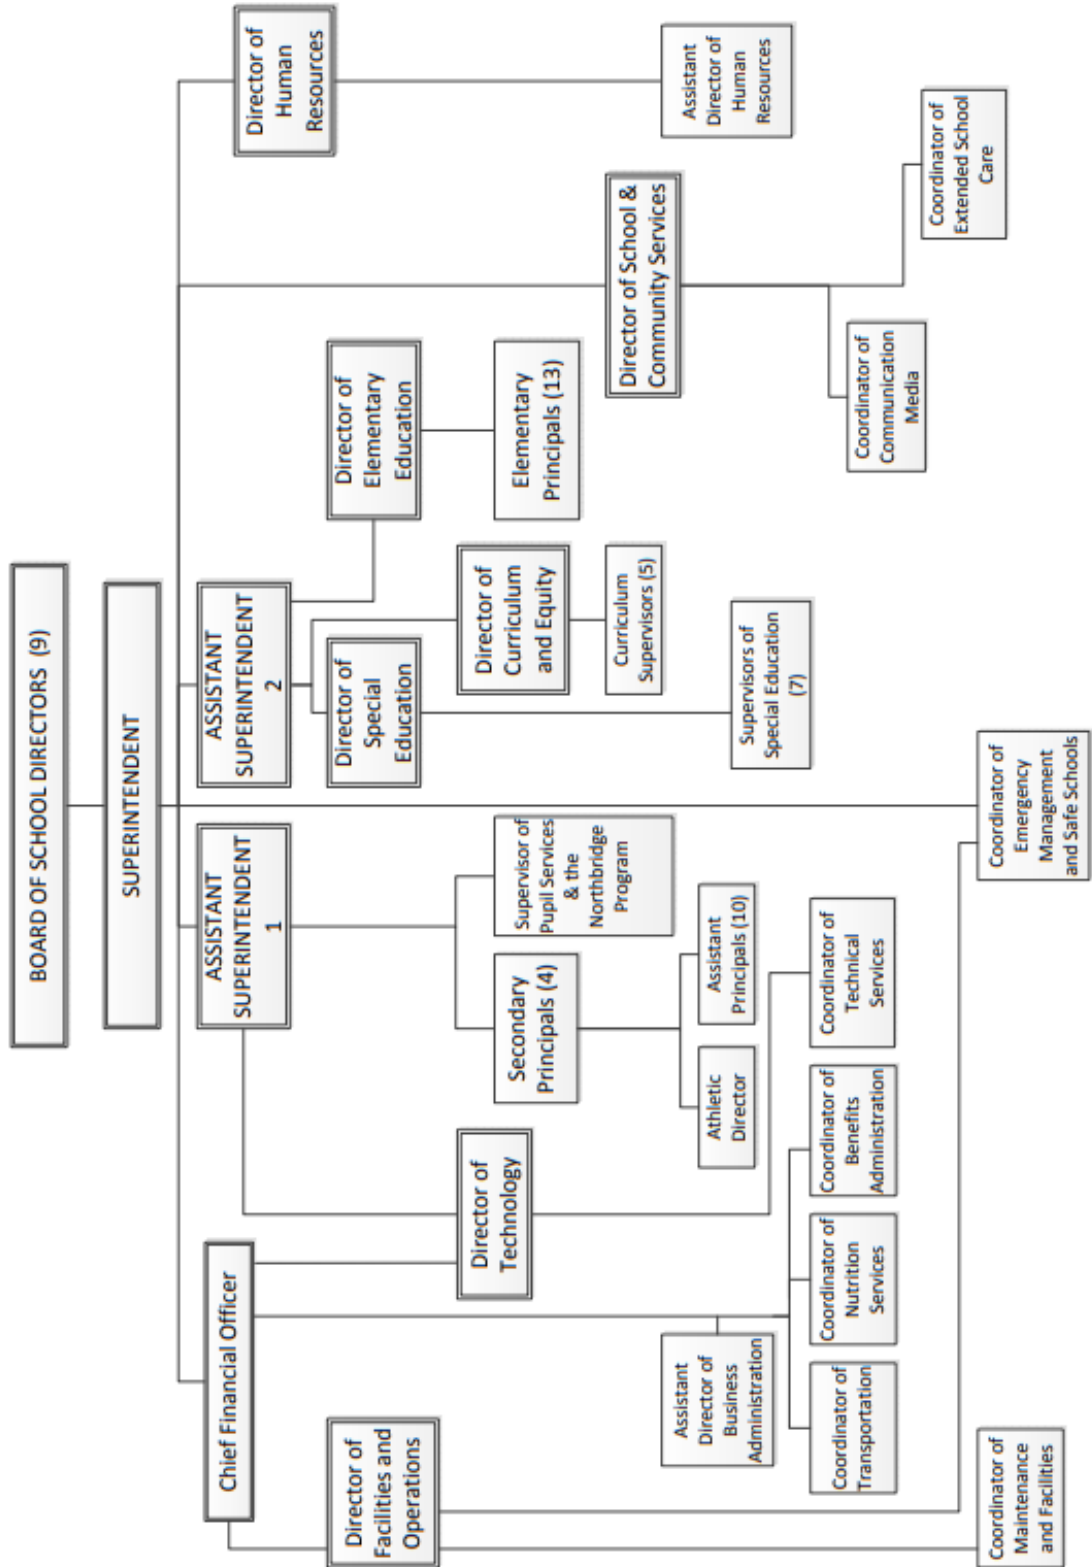 BOARD OF SCHOOL DIRECTORS (9)
SUPERINTENDENT
Chief Financial Officer
ASSISTANT
SUPERINTENDENT
1
ASSISTANT
SUPERINTENDENT
2
Director of
Human
Resources
Director of
Facilities and
Operations
Director of
Special
Education
Director of
Elementary
Education
Director of
Technology
Secondary
Principals (4)
Supervisor of
Pupil Services
& the
Northbridge
Program
Director of
Curriculum
and Equity
Elementary
Principals (13)
Curriculum
Supervisors (5)
Director of School &
Community Services
Assistant
Director of
Human
Resources
Assistant
Director of
Business
Administration
Athletic
Director
Assistant
Principals (10)
Supervisors of
Special Education
(7)
Coordinator of
Transportation
Coordinator of
Nutrition
Services
Coordinator of
Benefits
Administration
Coordinator of
Technical
Services
Coordinator of
Communication
Media
Coordinator of
Extended School
Care
Coordinator of
Maintenance
and Facilities
Coordinator of
Emergency
Management
and Safe Schools